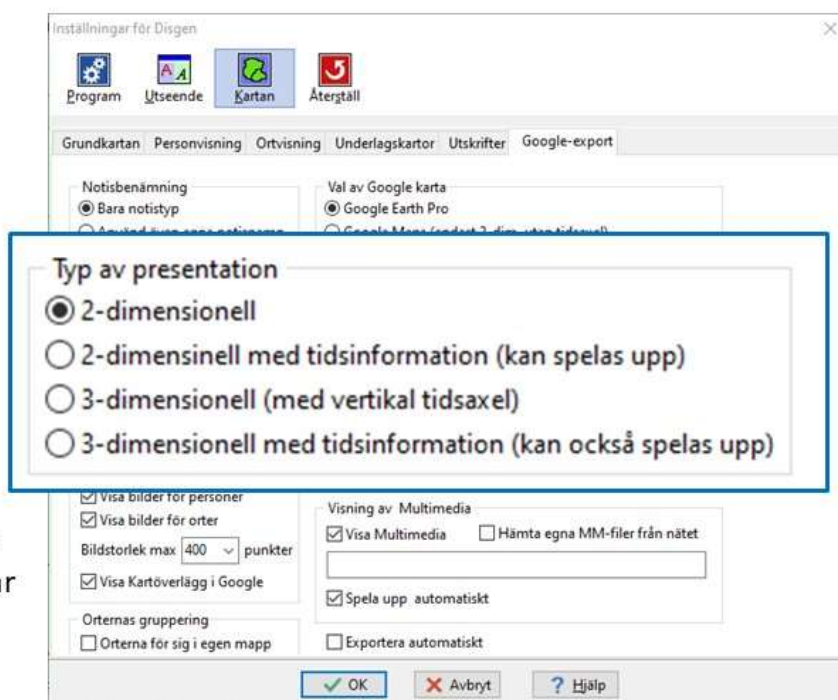 Inställningar för Disgen
Program Utseende Kartan Återställ
Grundkartan Personvisning Ortvisning Underlagskartor Utskrifter Google-export
Notisbenämning
Bara notistyp
Val av Google karta
Google Earth Pro
Typ av presentation
2-dimensionell
2-dimensinell med tidsinformation (kan spelas upp)
3-dimensionell (med vertikal tidsaxel)
3-dimensionell med tidsinformation (kan också spelas upp)
Visa bilder för personer
Visa bilder för orter
Bildstorlek max 400 punkter
Visa Kartöverlägg i Google
Orternas gruppering
Orterna för sig i egen mapp
Visning av Multimedia
Visa Multimedia Hämta egna MM-filer från nätet
Spela upp automatiskt
Exportera automatiskt
OK Avbryt Hjälp